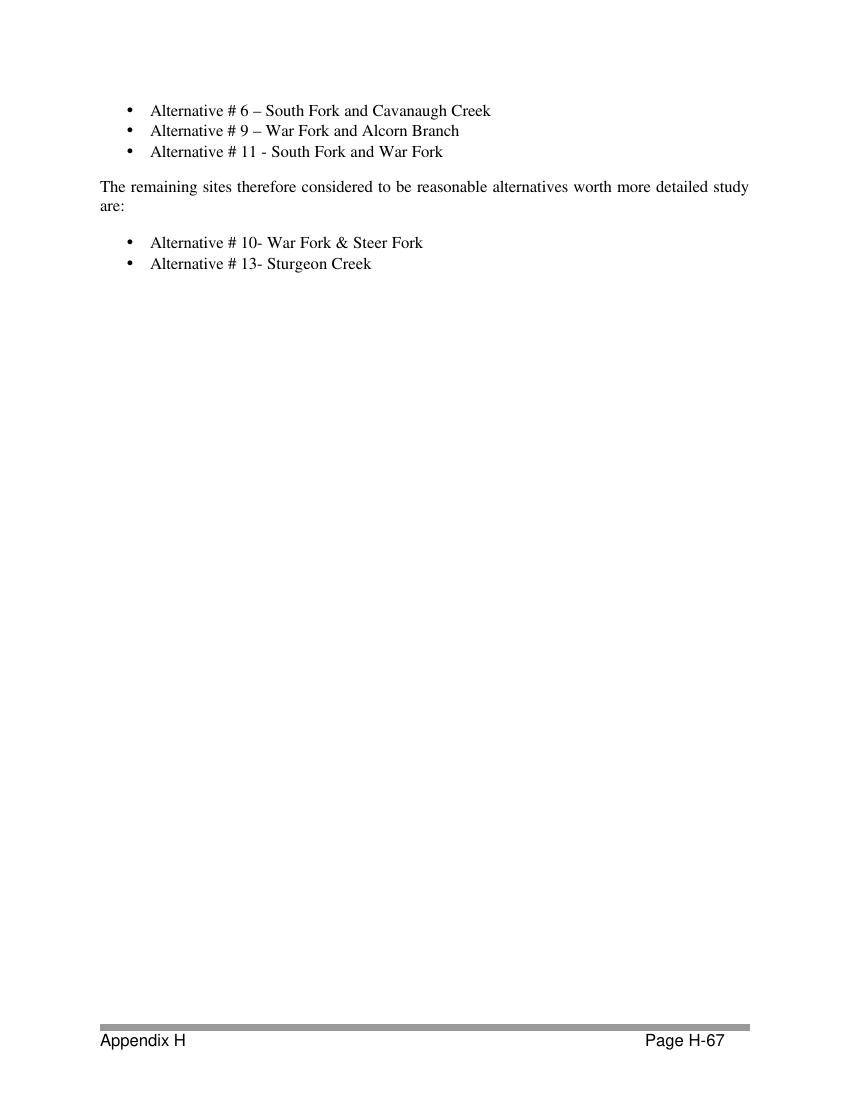 • Alternative # 6 – South Fork and Cavanaugh Creek
• Alternative # 9 – War Fork and Alcorn Branch
• Alternative # 11 - South Fork and War Fork
The remaining sites therefore considered to be reasonable alternatives worth more detailed study
are:
• Alternative # 10- War Fork & Steer Fork
• Alternative # 13- Sturgeon Creek
Appendix H Page H-67